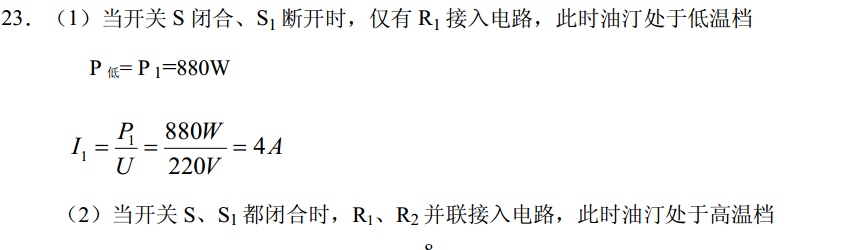 23．（1）当开关 S 闭合、S1 断开时，仅有 R1 接入电路，此时油汀处于低温档
P 低= P 1=880W
I1 = P1/U = 880W/220V = 4A
（2）当开关 S、S1 都闭合时，R1、R2 并联接入电路，此时油汀处于高温档